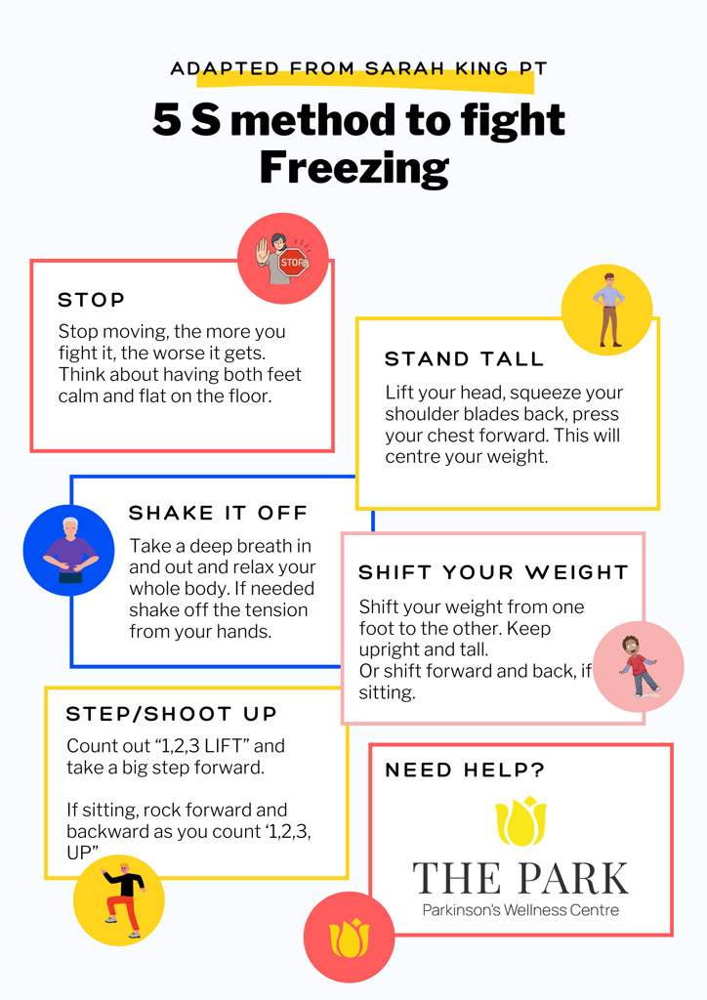 ADAPTED FROM SARAH KING PT
5 S method to fight
Freezing
STOP
STOP
Stop moving, the more you
fight it, the worse it gets.
Think about having both feet
calm and flat on the floor.
STAND TALL
Lift your head, squeeze your
shoulder blades back, press
your chest forward. This will
centre your weight.
SHAKE IT OFF
Take a deep breath in
and out and relax your
whole body. If needed
shake off the tension
from your hands.
SHIFT YOUR WEIGHT
Shift your weight from one
foot to the other. Keep
upright and tall.
Or shift forward and back, if
sitting.
STEP/SHOOT UP
Count out “1,2,3 LIFT” and
take a big step forward.
If sitting, rock forward and
backward as you count ‘1,2,3,
UP”
NEED HELP?
THE PARK
Parkinson's Wellness Centre